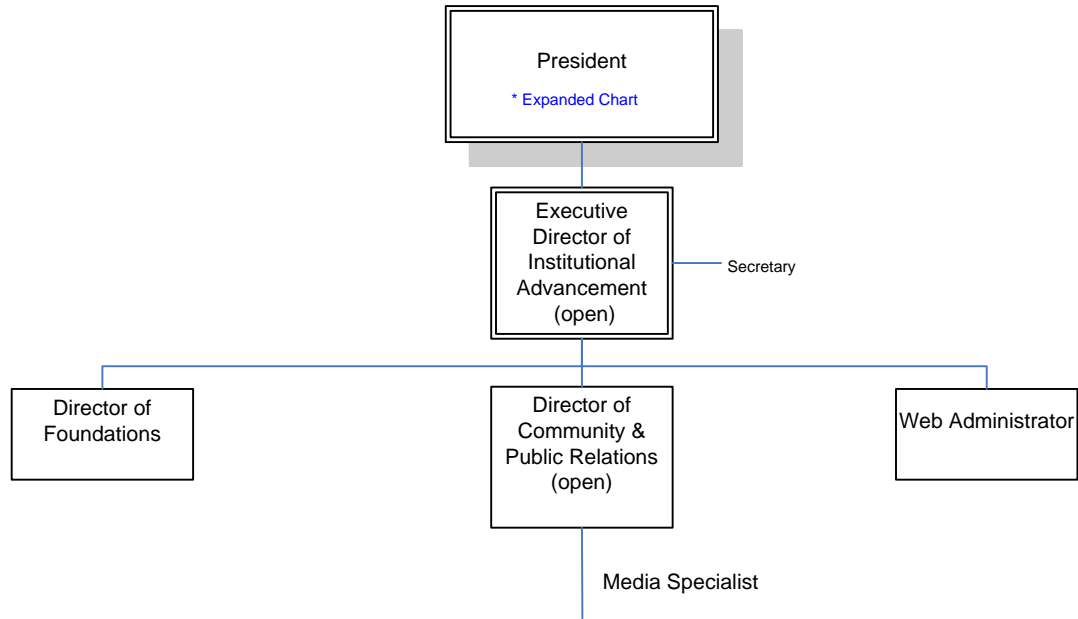 President
* Expanded Chart
Executive
Director of
Institutional
Advancement
(open)
Secretary
Director of
Foundations
Director of
Community &
Public Relations
(open)
Web Administrator
Media Specialist